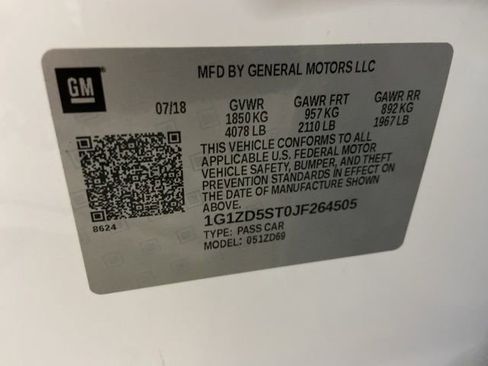 GM
MFD BY GENERAL MOTORS LLC
07/18 GVWR GAWR FRT GAWR RR
1850 KG 957 KG 892 KG
4078 LB 2110 LB 1967 LB
THIS VEHICLE CONFORMS TO ALL
APPLICABLE U.S. FEDERAL MOTOR
VEHICLE SAFETY, BUMPER, AND THEFT
PREVENTION STANDARDS IN EFFECT ON
THE DATE OF MANUFACTURE SHOWN
ABOVE.
1G1ZD5ST0JF264505
8624
TYPE: PASS CAR
MODEL: 051ZD69